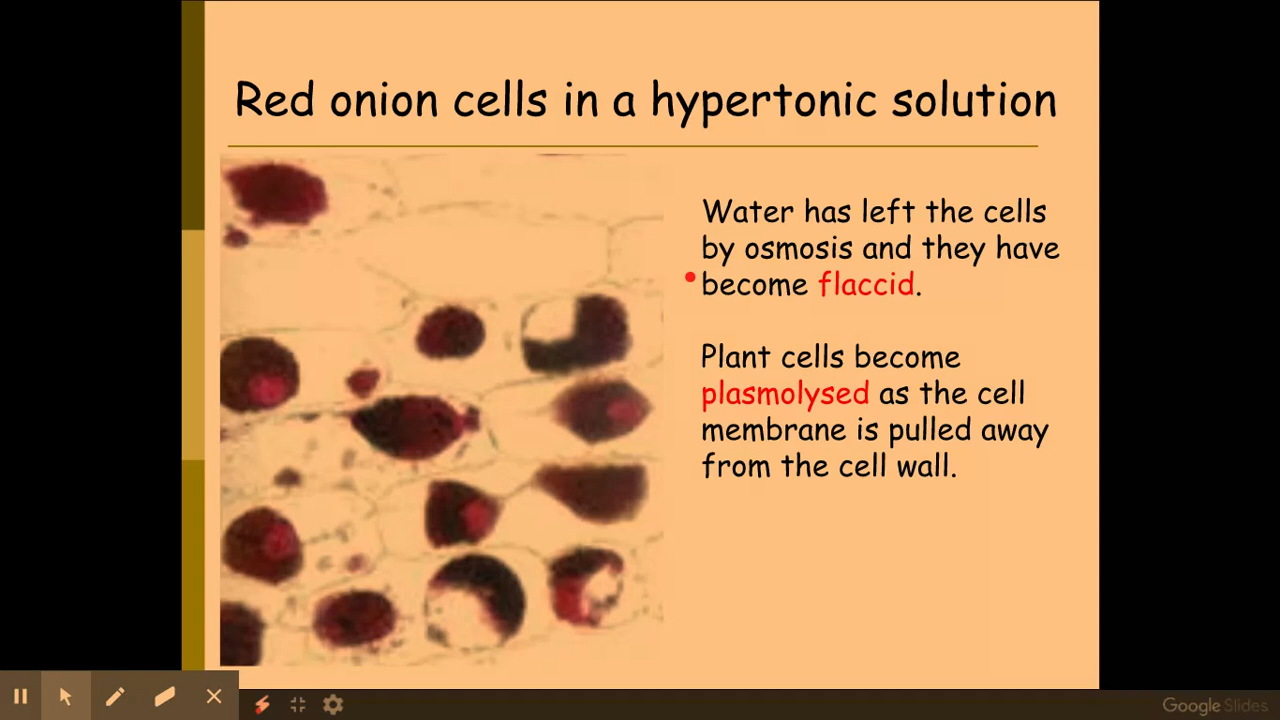 Red onion cells in a hypertonic solution
Water has left the cells
by osmosis and they have
become flaccid.
Plant cells become
plasmolysed as the cell
membrane is pulled away
from the cell wall.
Google Slides